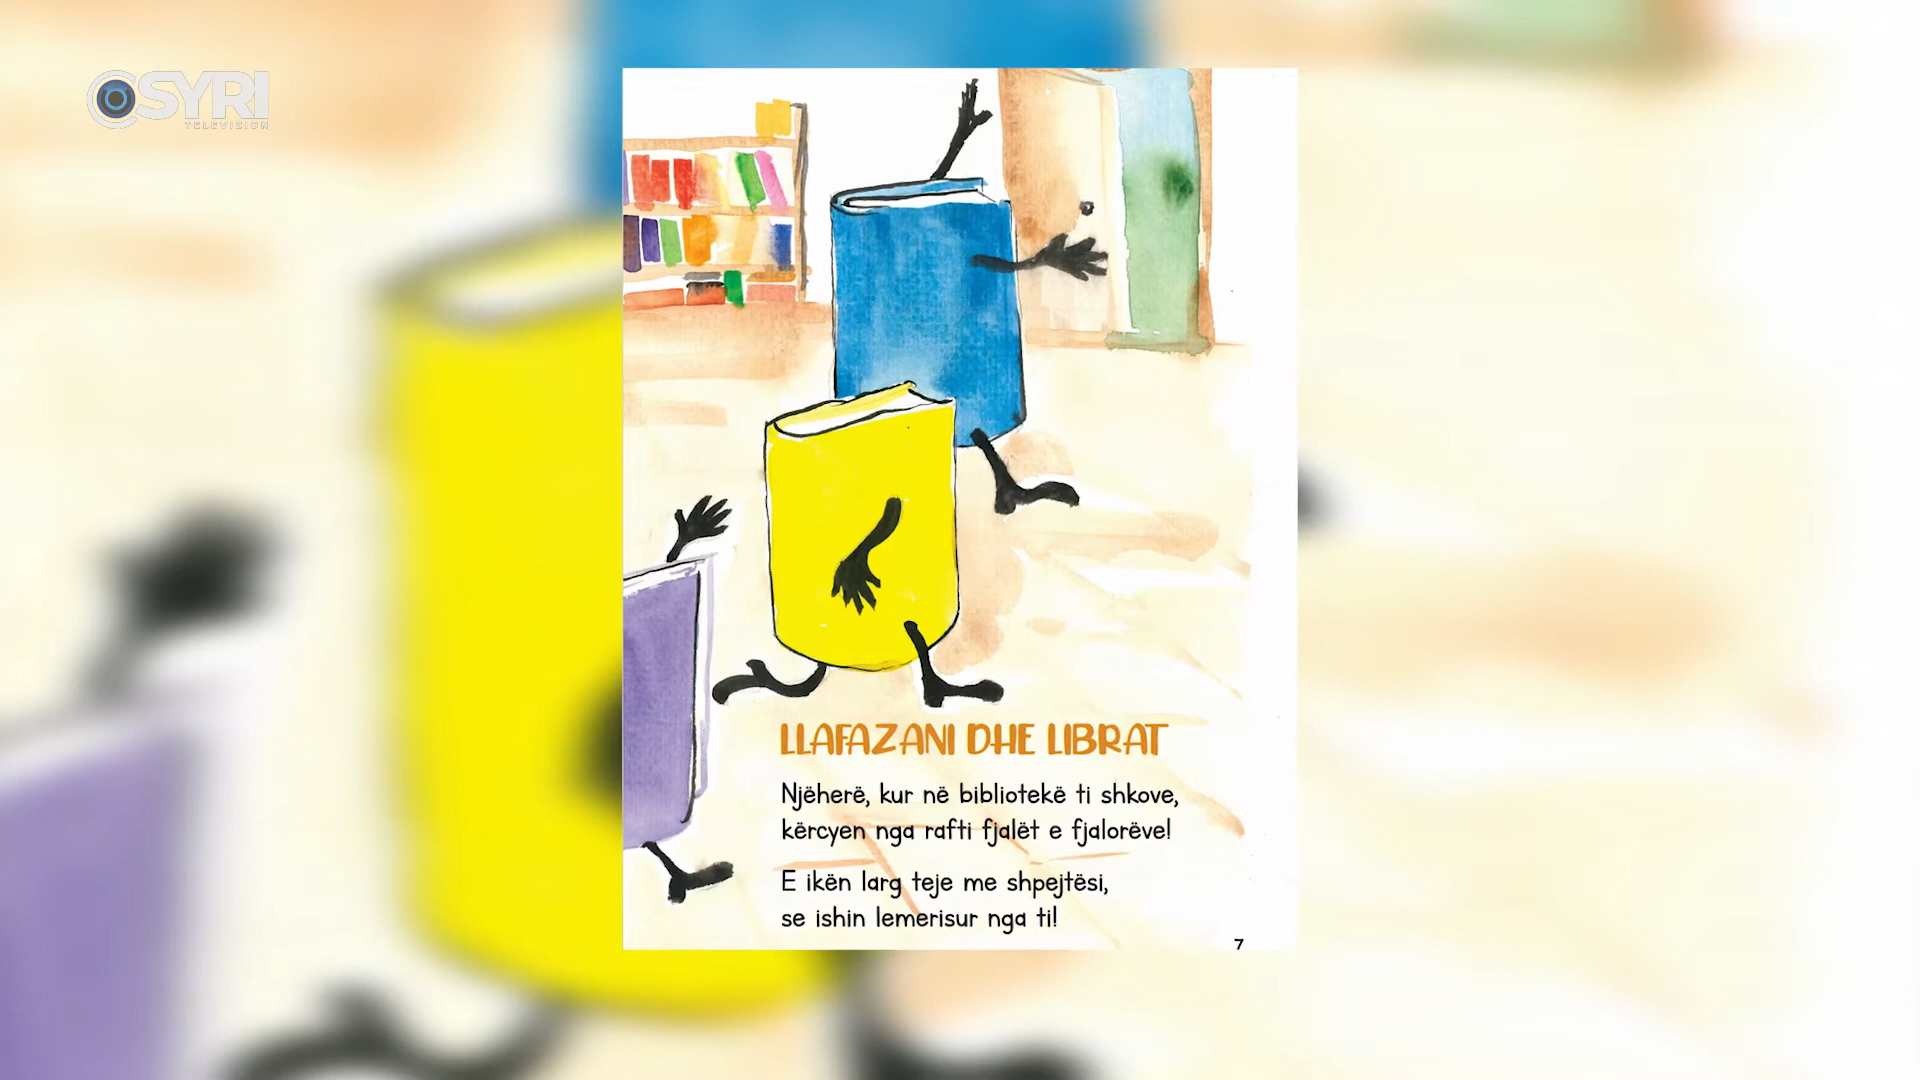 SYRI
TELEVIZION
LLAFAZANI DHE LIBRAT
Njëherë, kur në bibliotekë ti shkove,
kërcyen nga rafti fjalët e fjalorëve!
E ikën larg teje me shpejtësi,
se ishin lemerisur nga ti!
7